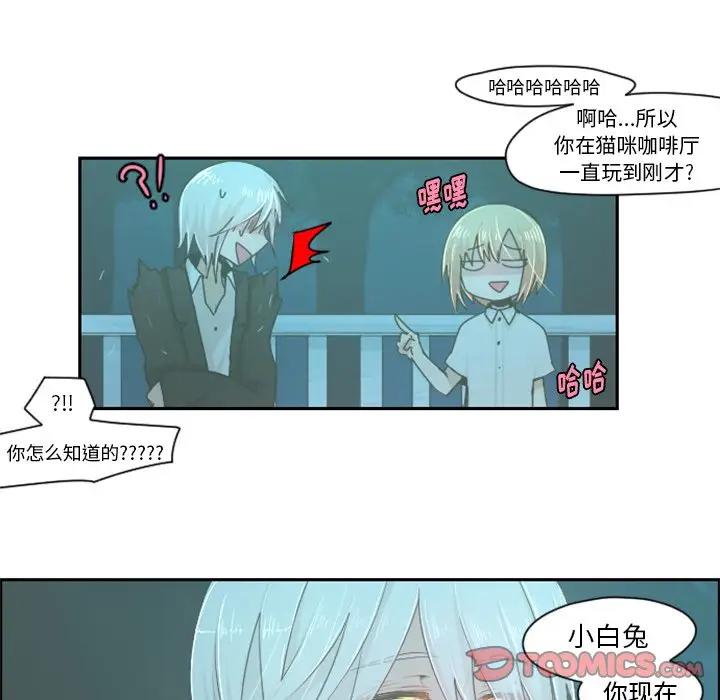 哈哈哈哈哈哈
啊哈...所以
你在猫咪咖啡厅
一直玩到刚才?
?!
嘿嘿
哈哈
?!!
你怎么知道的?????
小白兔
你现在
TOOMICS.COM